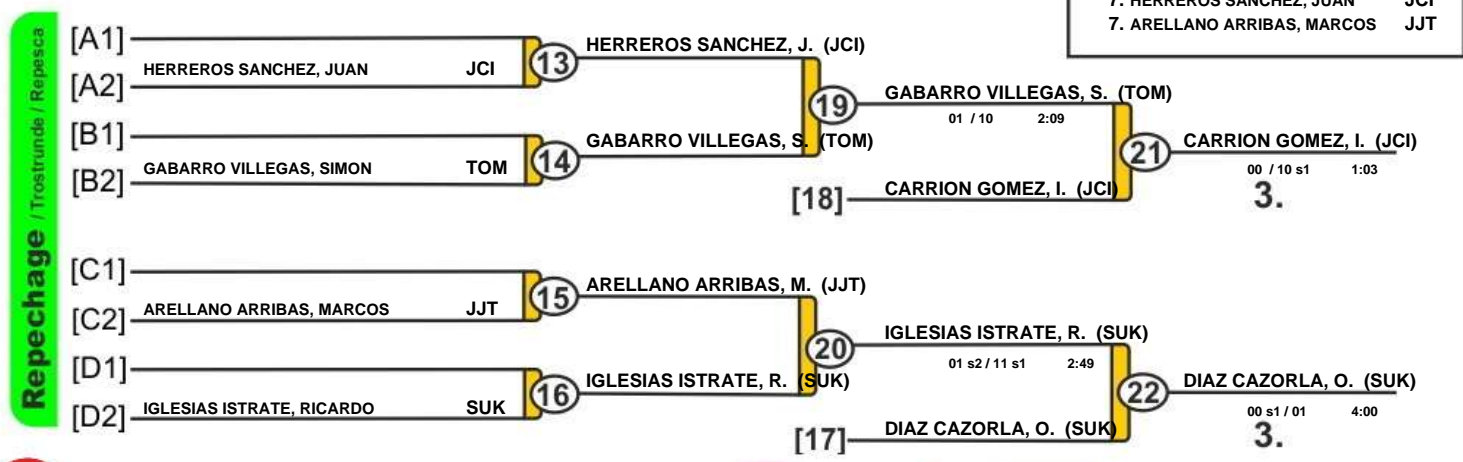 7. HERREROS SANCHEZ, JUAN JCI
7. ARELLANO ARRIBAS, MARCOS JJT
Repechage / Trostrunde / Repesca
[A1]
HERREROS SANCHEZ, JUAN JCI
[A2]
13
HERREROS SANCHEZ, J. (JCI)
[B1]
GABARRO VILLEGAS, SIMON TOM
[B2]
14
GABARRO VILLEGAS, S. (TOM)
19
GABARRO VILLEGAS, S. (TOM)
01 / 10 2:09
[18]
CARRION GOMEZ, I. (JCI)
21
CARRION GOMEZ, I. (JCI)
00 / 10 s1 1:03
3.
[C1]
ARELLANO ARRIBAS, MARCOS JJT
[C2]
15
ARELLANO ARRIBAS, M. (JJT)
[D1]
IGLESIAS ISTRATE, RICARDO SUK
[D2]
16
IGLESIAS ISTRATE, R. (SUK)
20
IGLESIAS ISTRATE, R. (SUK)
01 s2 / 11 s1 2:49
[17]
DIAZ CAZORLA, O. (SUK)
22
DIAZ CAZORLA, O. (SUK)
00 s1 / 01 4:00
3.